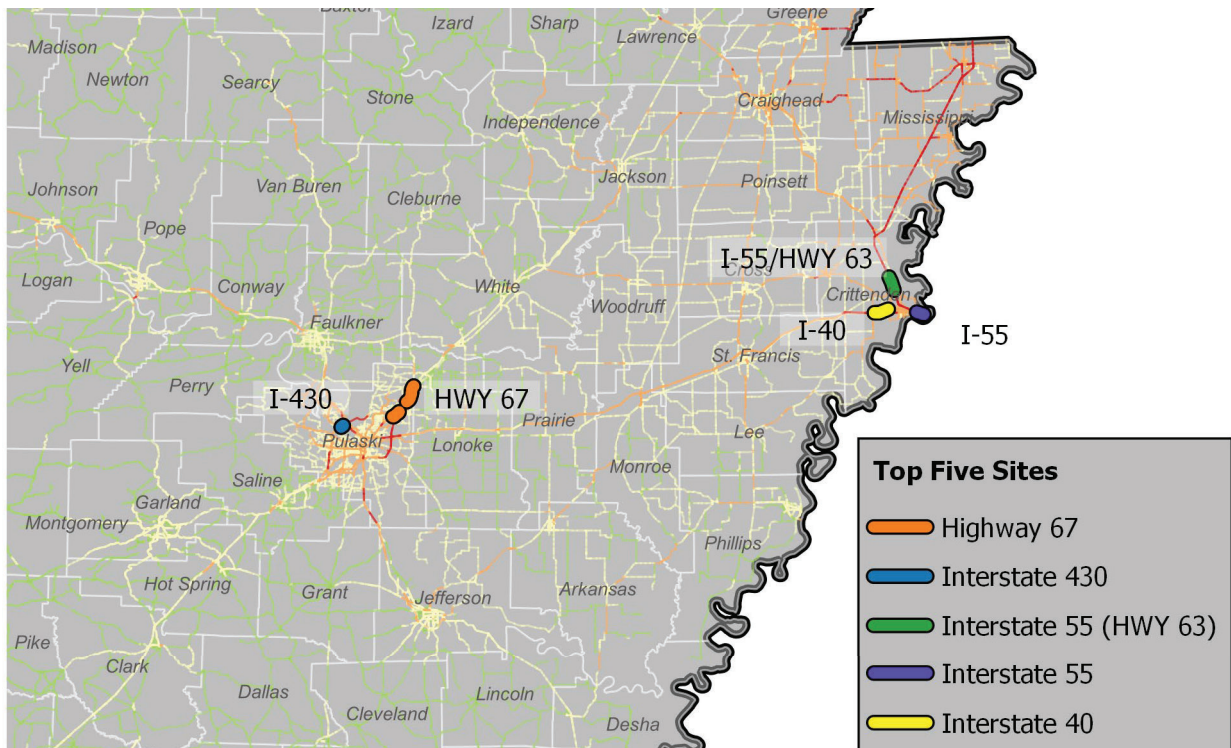 Baxter
Izard
Sharp
Greene
Lawrence
Madison
Newton
Searcy
Stone
Craighead
Independence
Mississippi
Johnson
Van Buren
Cleburne
Jackson
Poinsett
Pope
I-55/HWY 63
Cross
Logan
Conway
White
Woodruff
Crittenden
Faulkner
I-40
I-55
St. Francis
Yell
Perry
I-430
HWY 67
Prairie
Pulaski
Lonoke
Lee
Saline
Monroe
Garland
Montgomery
Phillips
Hot Spring
Grant
Jefferson
Arkansas
Pike
Clark
Dallas
Lincoln
Cleveland
Desha
Top Five Sites
Highway 67
Interstate 430
Interstate 55 (HWY 63)
Interstate 55
Interstate 40